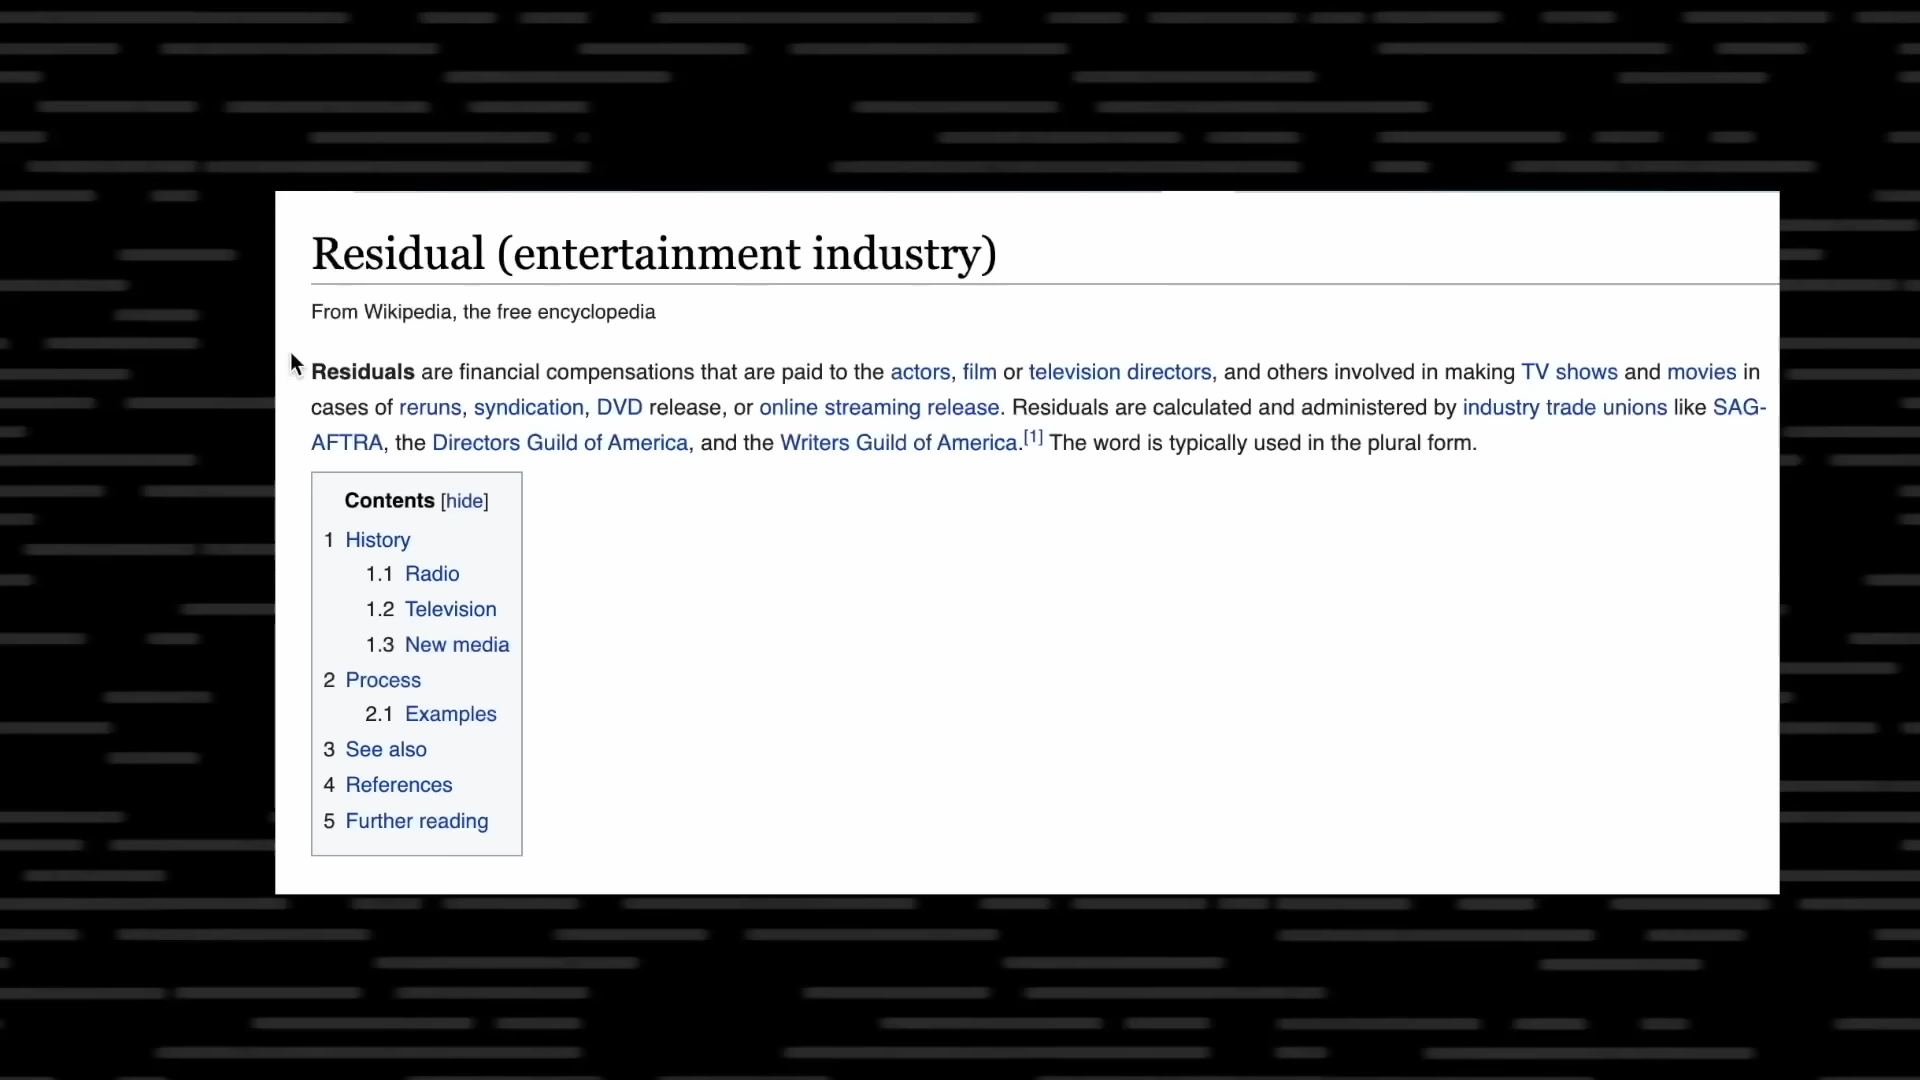 Residual (entertainment industry)
From Wikipedia, the free encyclopedia
Residuals are financial compensations that are paid to the actors, film or television directors, and others involved in making TV shows and movies in
cases of reruns, syndication, DVD release, or online streaming release. Residuals are calculated and administered by industry trade unions like SAG-
AFTRA, the Directors Guild of America, and the Writers Guild of America.[1] The word is typically used in the plural form.
Contents [hide]
1 History
1.1 Radio
1.2 Television
1.3 New media
2 Process
2.1 Examples
3 See also
4 References
5 Further reading